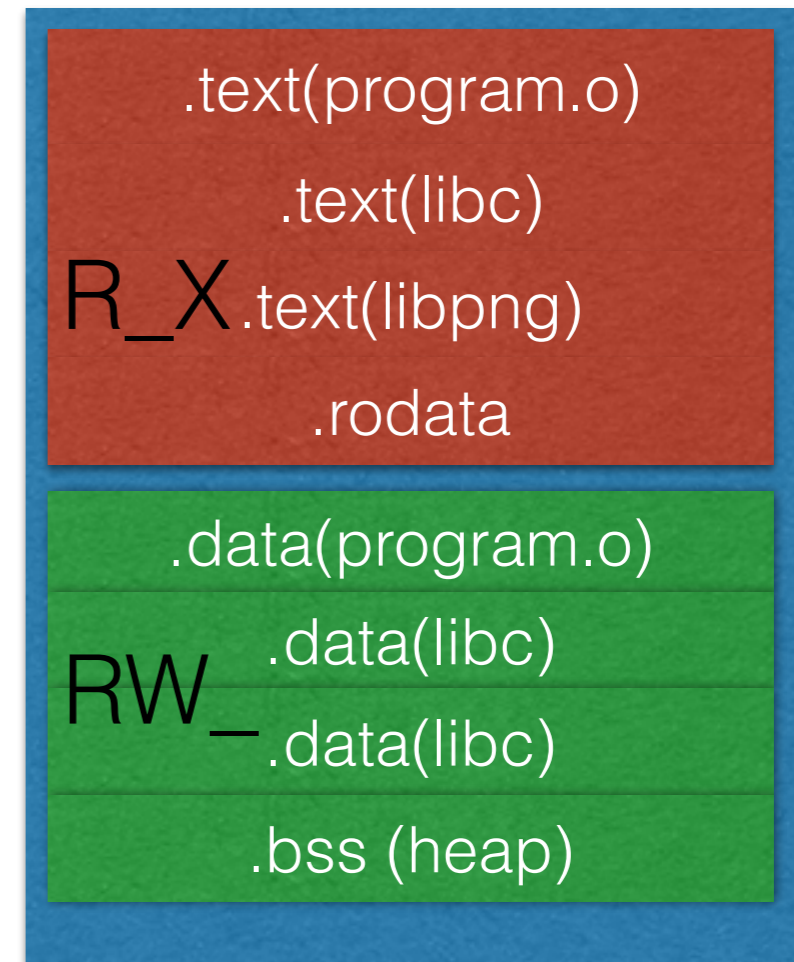 .text(program.o)
.text(libc)
R_X .text(libpng)
.rodata
.data(program.o)
.data(libc)
RW_
.data(libc)
.bss (heap)